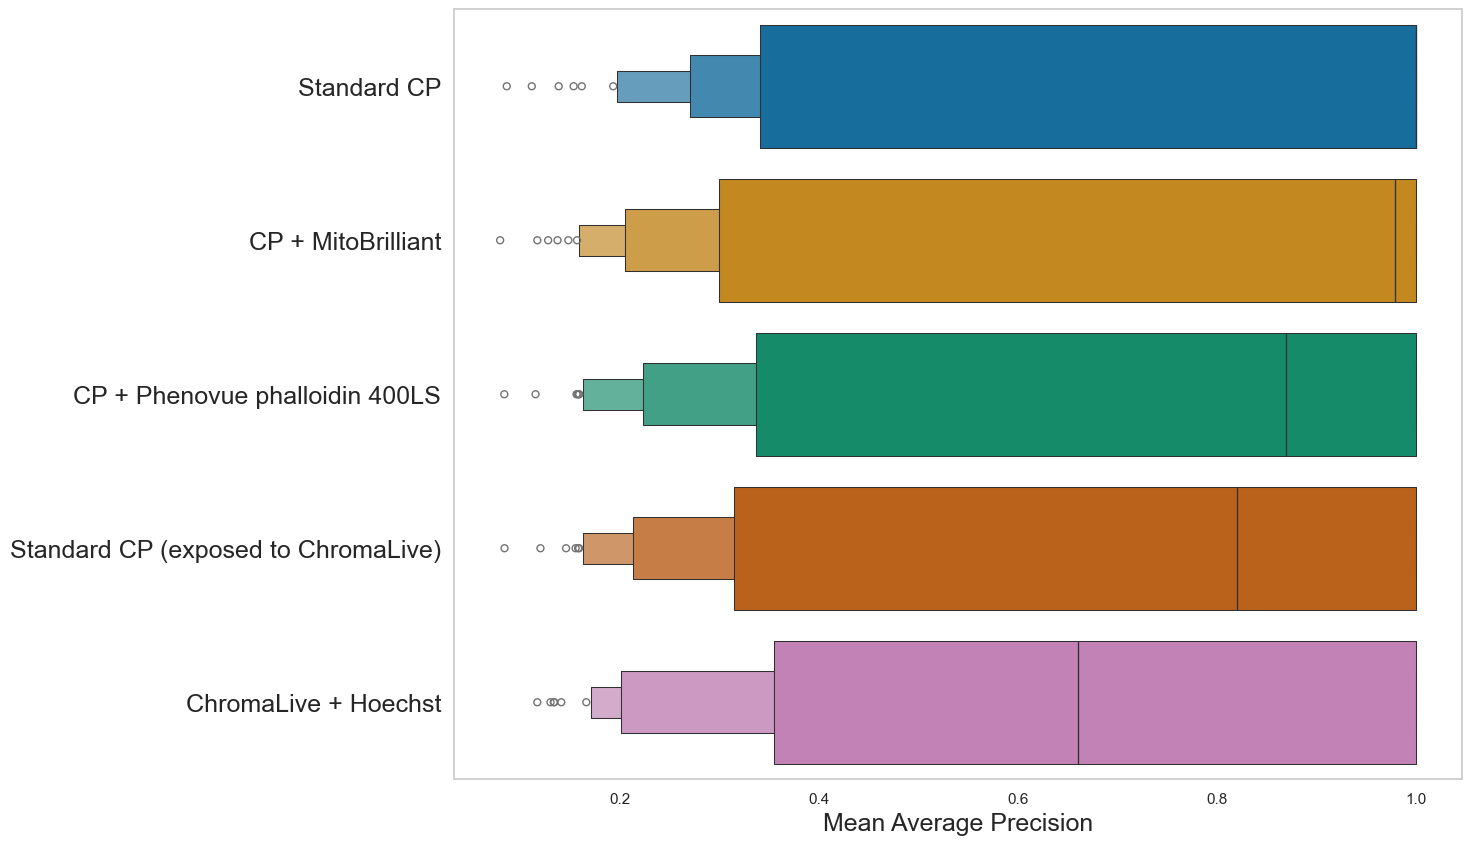 Standard CP
CP + MitoBrilliant
CP + Phenovue phalloidin 400LS
Standard CP (exposed to ChromaLive)
ChromaLive + Hoechst
0.2 0.4 0.6 0.8 1.0
Mean Average Precision